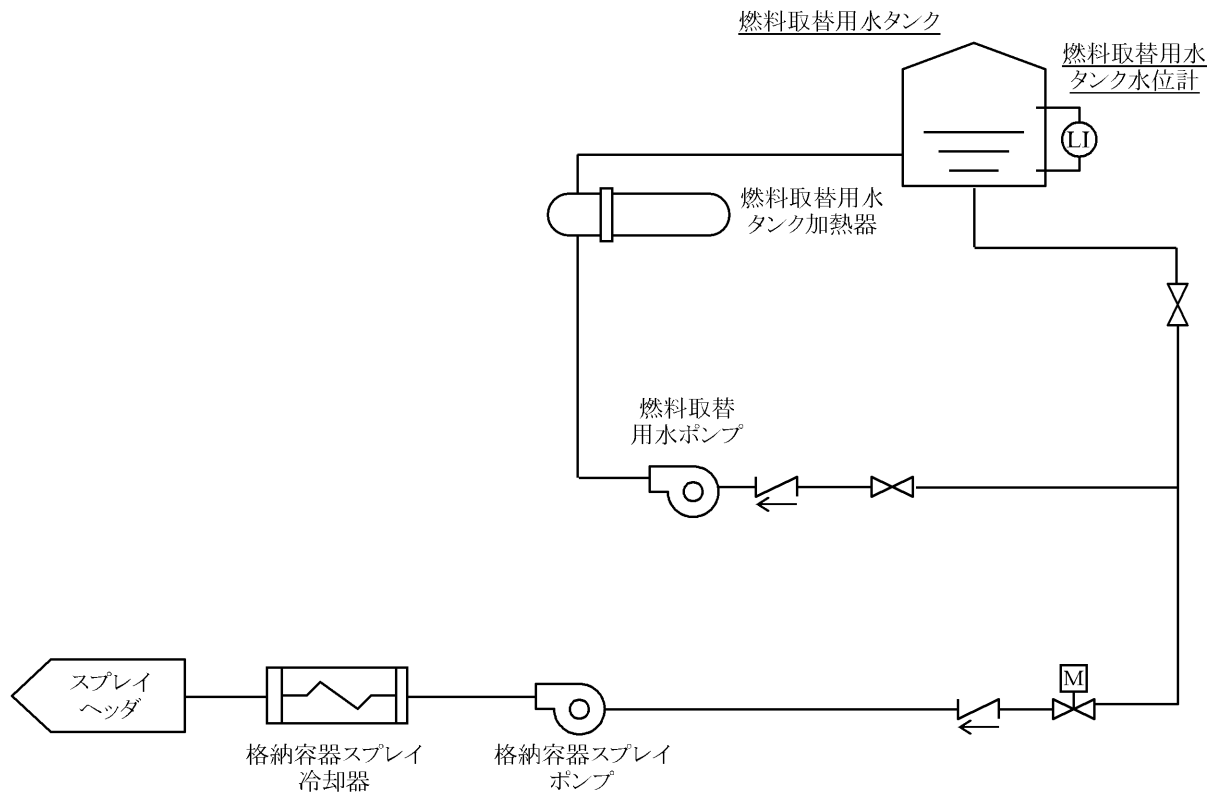 燃料取替用水タンク
燃料取替用水
タンク水位計
LI
燃料取替用水
タンク加熱器
燃料取替
用水ポンプ
M
スプレイ
ヘッダ
格納容器スプレイ
冷却器
格納容器スプレイ
ポンプ